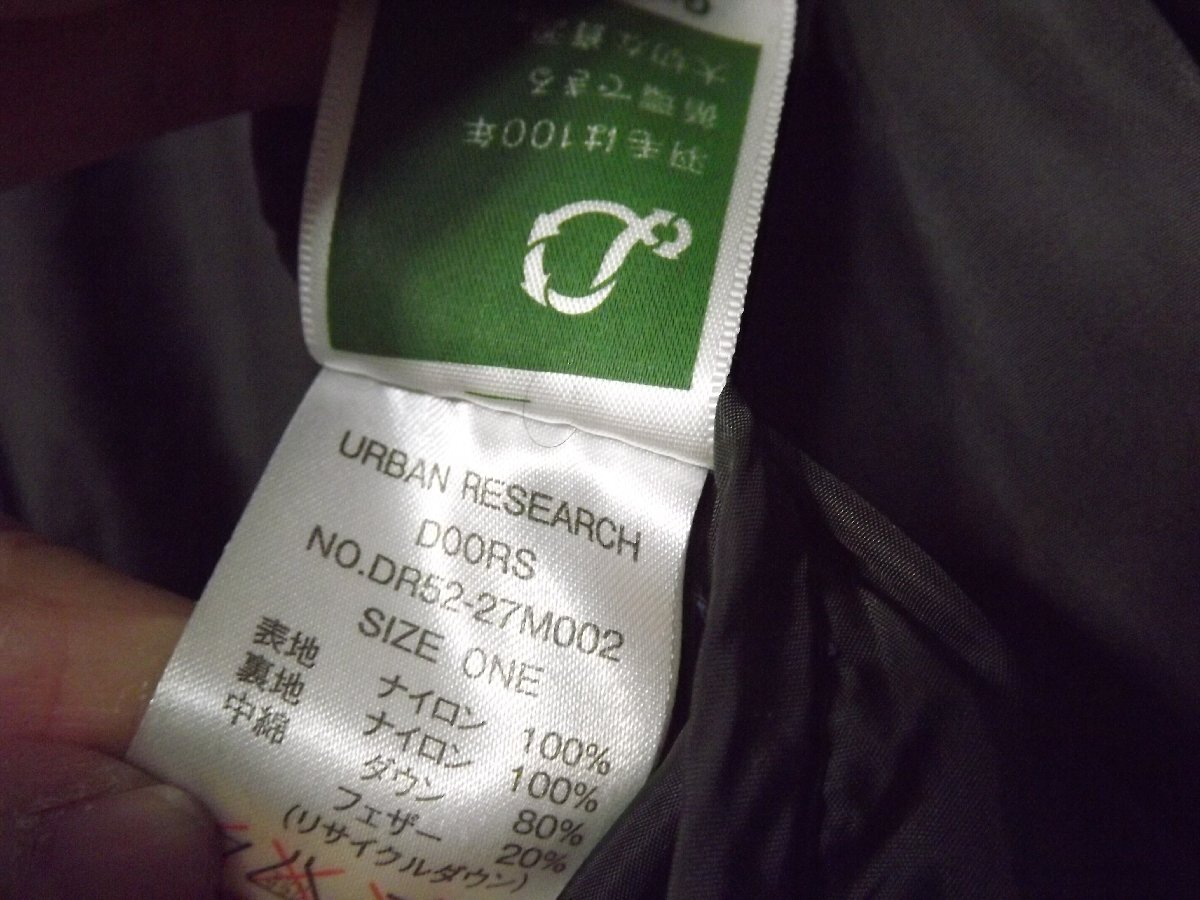 羽毛は100年
循環できる
大切な資
URBAN RESEARCH
DOORS
NO.DR52-27M002
SIZE ONE
表地 ナイロン 100%
裏地 ナイロン 100%
中綿 ダウン 80%
フェザー 20%
(リサイクルダウン)